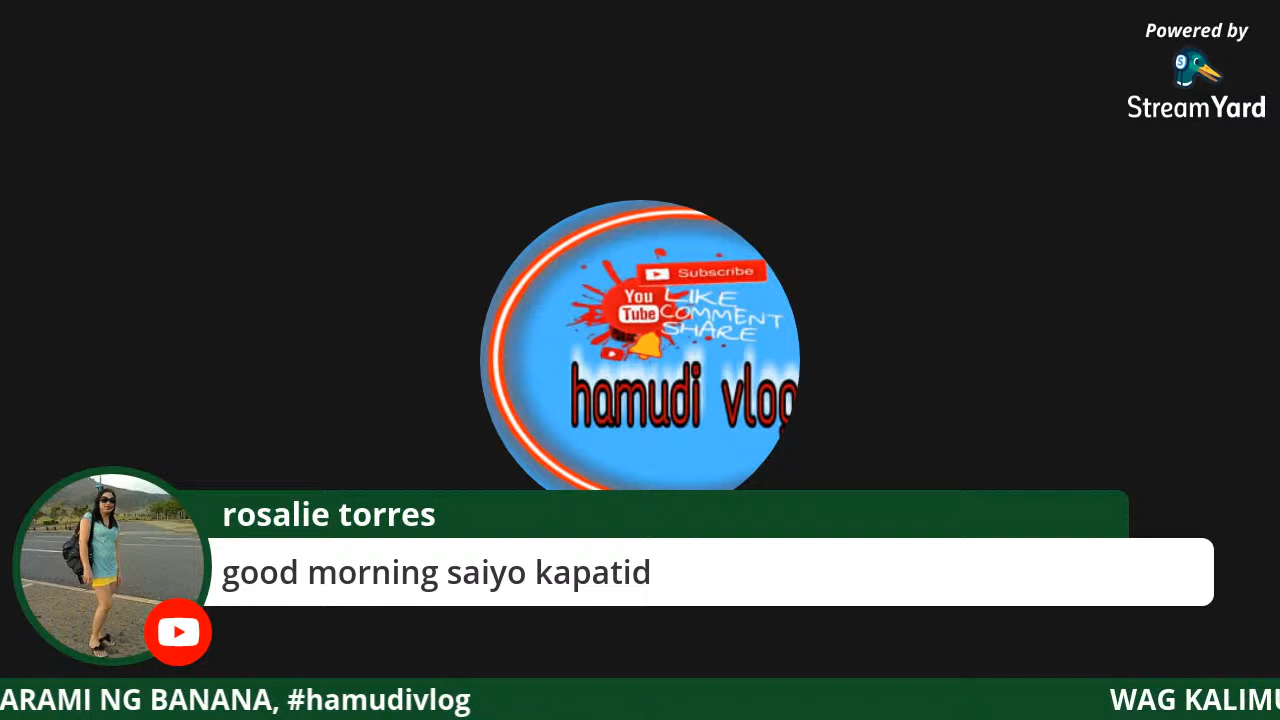 Powered by
StreamYard
Subscribe
You
Tube
LIKE
COMMENT
SHARE
hamudi vlog
rosalie torres
good morning saiyo kapatid
ARAMI NG BANANA, #hamudivlog
WAG KALIMU